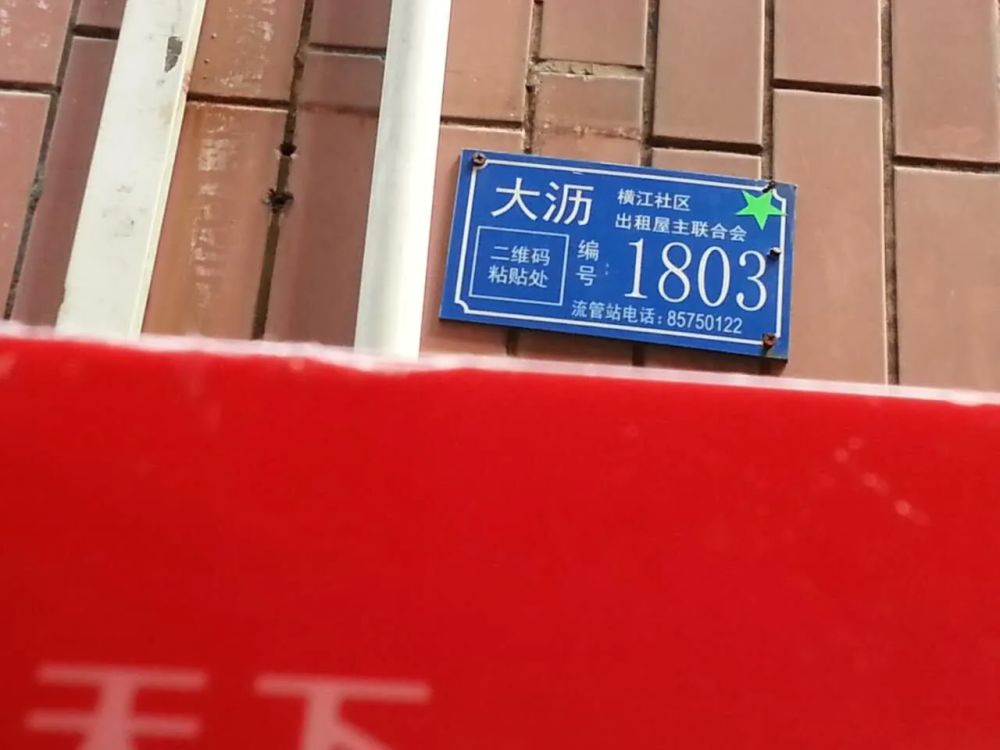 大沥
横江社区
出租屋主联合会
二维码
粘贴处
编号:
1803
流管站电话:85750122